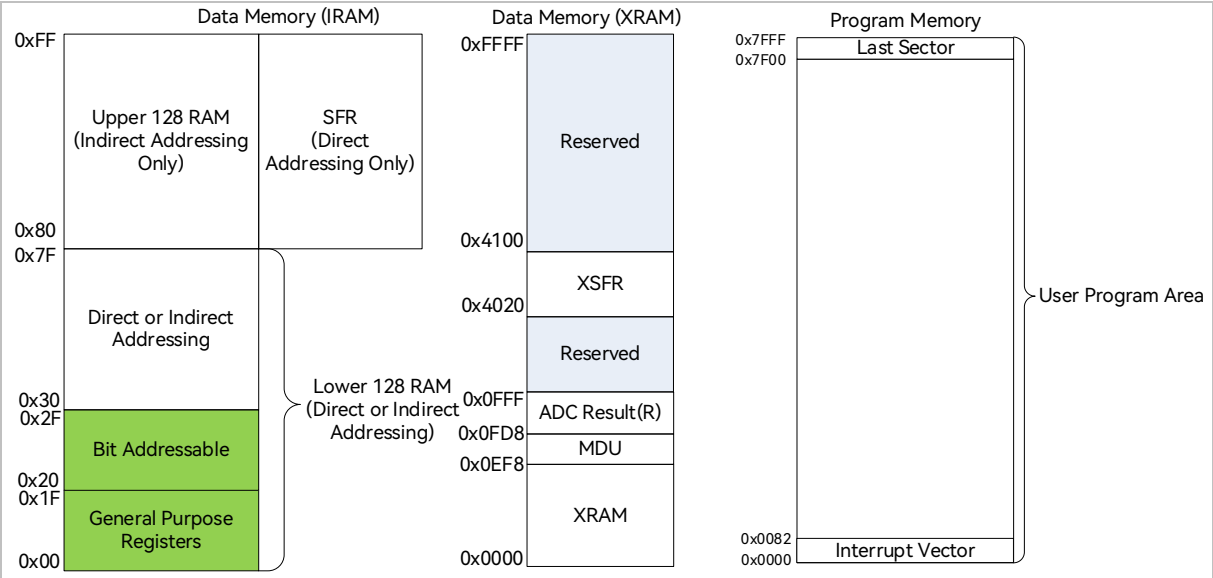 Data Memory (IRAM)
0xFF
Upper 128 RAM
(Indirect Addressing
Only)
SFR
(Direct
Addressing Only)
0x80
0x7F
Direct or Indirect
Addressing
0x30
0x2F
Bit Addressable
0x20
0x1F
General Purpose
Registers
0x00
Lower 128 RAM
(Direct or Indirect
Addressing)
Data Memory (XRAM)
0xFFFF
Reserved
0x4100
XSFR
0x4020
Reserved
0x0FFF
ADC Result(R)
0x0FD8
MDU
0x0EF8
XRAM
0x0000
Program Memory
0x7FFF
Last Sector
0x7F00
User Program Area
0x0082
Interrupt Vector
0x0000